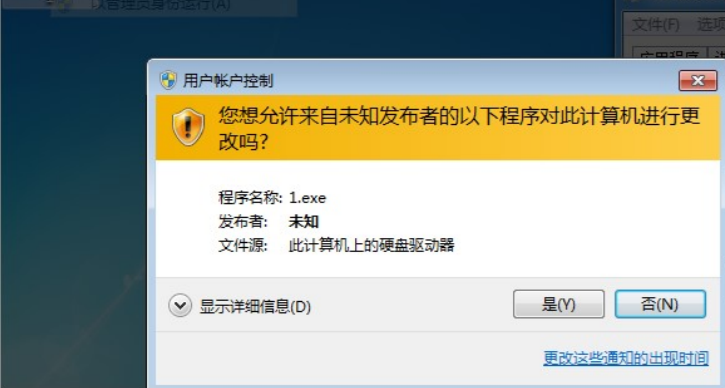 以管理员身份运行(A)
文件(F) 选项
应用程序
用户帐户控制
您想允许来自未知发布者的以下程序对此计算机进行更
改吗?
程序名称: 1.exe
发布者: 未知
文件源: 此计算机上的硬盘驱动器
显示详细信息(D)
是(Y)
否(N)
更改这些通知的出现时间